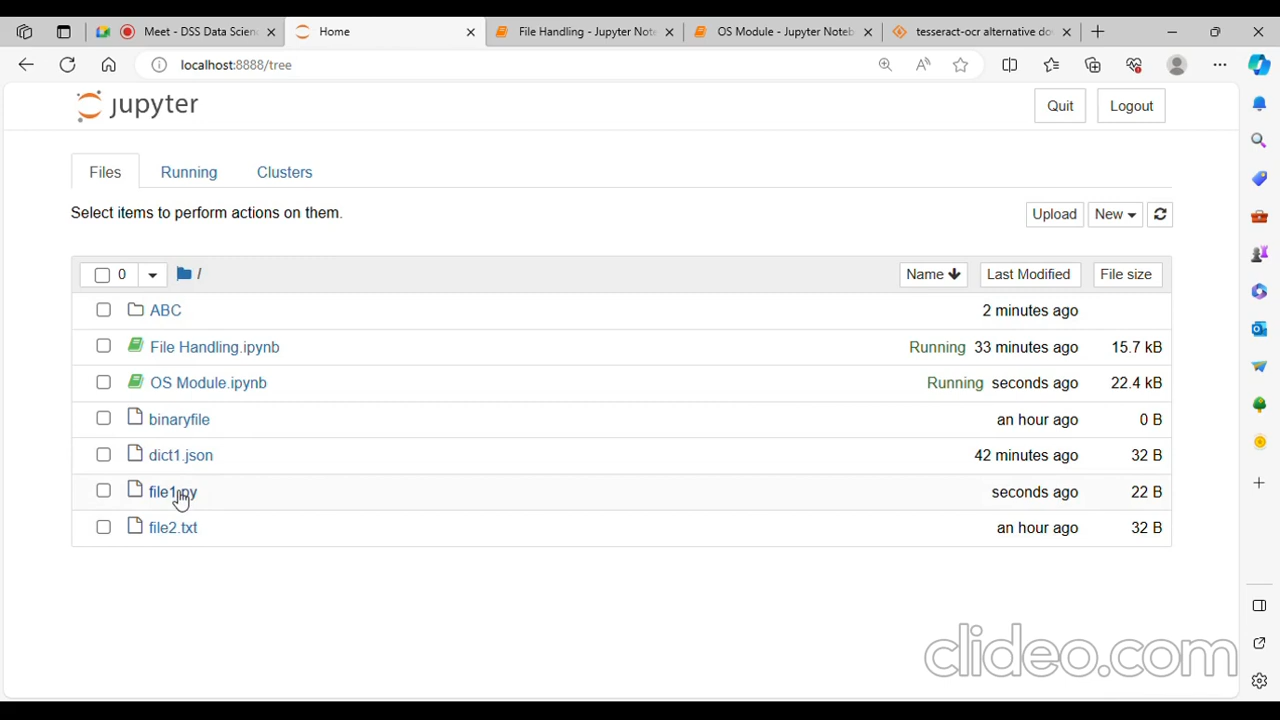 Meet - DSS Data Scien
Home
File Handling - Jupyter Note
OS Module - Jupyter Noteb
tesseract-ocr alternative do
localhost:8888/tree
jupyter
Quit
Logout
Files
Running
Clusters
Select items to perform actions on them.
Upload
New
0
/
Name
Last Modified
File size
ABC
2 minutes ago
File Handling.ipynb
Running 33 minutes ago 15.7 kB
OS Module.ipynb
Running seconds ago 22.4 kB
binaryfile
an hour ago 0 B
dict1.json
42 minutes ago 32 B
file1.py
seconds ago 22 B
file2.txt
an hour ago 32 B
clideo.com